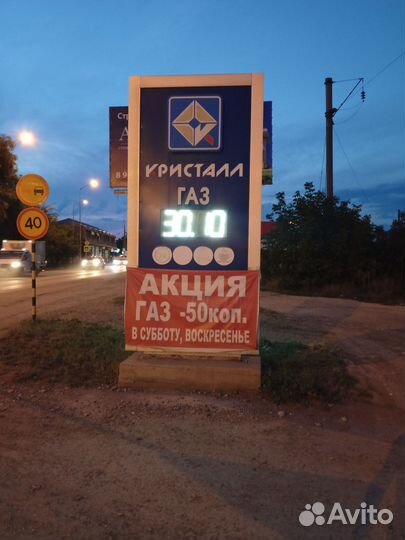 КРИСТАЛЛ
ГАЗ
30.10
АКЦИЯ
ГАЗ -50коп.
В СУББОТУ, ВОСКРЕСЕНЬЕ
40
Avito